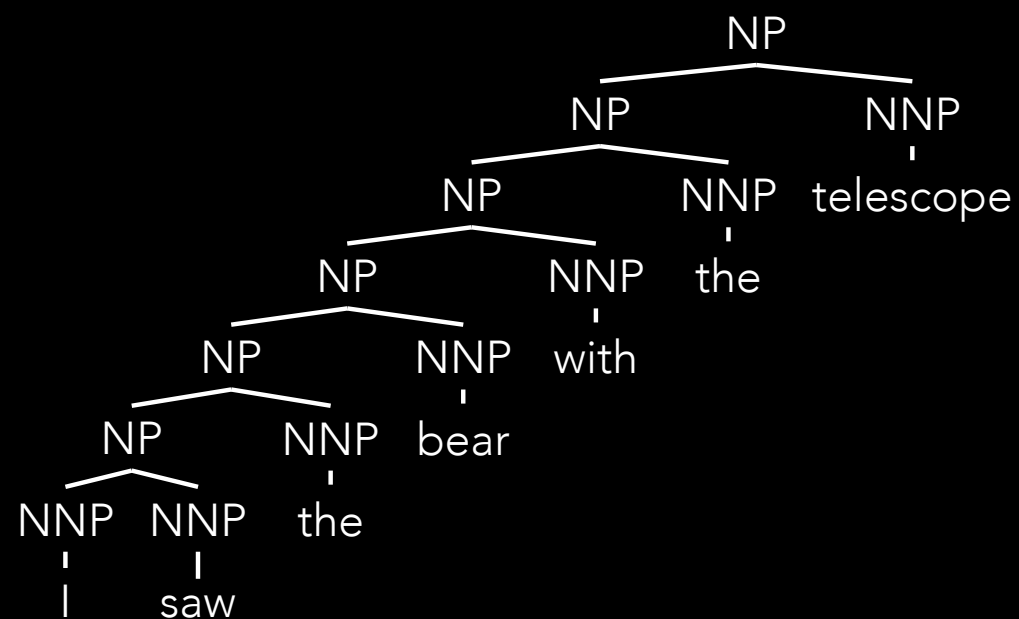 NP
NP NNP
NP NNP telescope
NP NNP the
NP NNP with
NP NNP bear
NNP NNP the
I saw